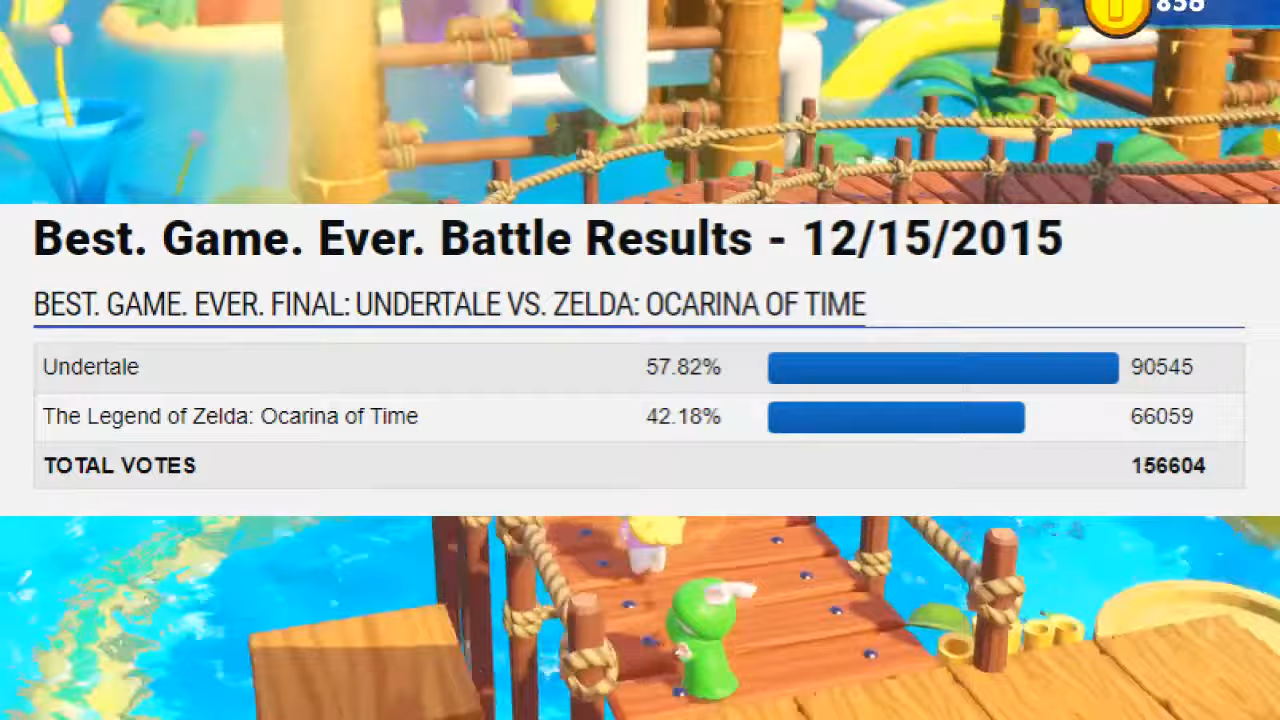 858
Best. Game. Ever. Battle Results - 12/15/2015
BEST. GAME. EVER. FINAL: UNDERTALE VS. ZELDA: OCARINA OF TIME
Undertale 57.82% 90545
The Legend of Zelda: Ocarina of Time 42.18% 66059
TOTAL VOTES 156604